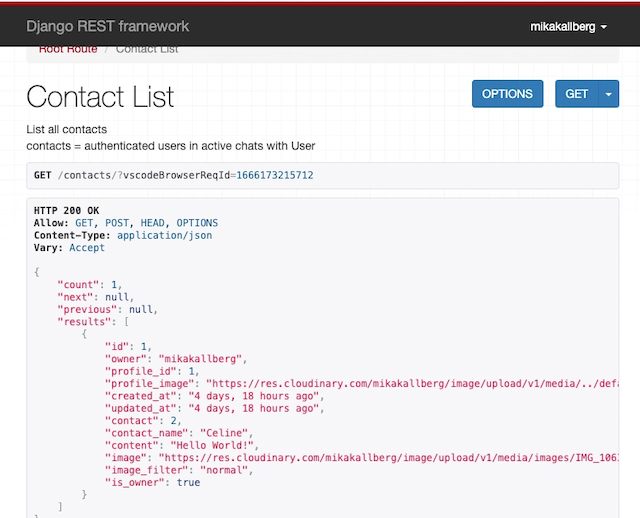 Django REST framework
mikakallberg
Root Route / Contact List
Contact List
OPTIONS
GET
List all contacts
contacts = authenticated users in active chats with User
GET /contacts/?vscodeBrowserReqId=1666173215712
HTTP 200 OK
Allow: GET, POST, HEAD, OPTIONS
Content-Type: application/json
Vary: Accept
{
    "count": 1,
    "next": null,
    "previous": null,
    "results": [
        {
            "id": 1,
            "owner": "mikakallberg",
            "profile_id": 1,
            "profile_image": "https://res.cloudinary.com/mikakallberg/image/upload/v1/media/../defa
            "created_at": "4 days, 18 hours ago",
            "updated_at": "4 days, 18 hours ago",
            "contact": 2,
            "contact_name": "Celine",
            "content": "Hello World!",
            "image": "https://res.cloudinary.com/mikakallberg/image/upload/v1/media/images/IMG_106
            "image_filter": "normal",
            "is_owner": true
        }
    ]
}